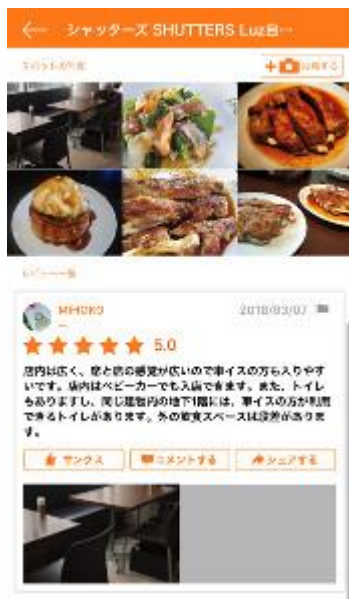 ← シャッターズ SHUTTERS Luz自…
投稿する
レビュー一覧
MIHOKO
2018/03/07
5.0
店内は広く、席と席の感覚が広いので車イスの方も入りやす
いです。店内はベビーカーでも入店できます。また、トイレ
もありますし、同じ建物内の地下1階には、車イスの方が利用
できるトイレがあります。外の飲食スペースは段差がありま
す。
サンクス
コメントする
シェアする